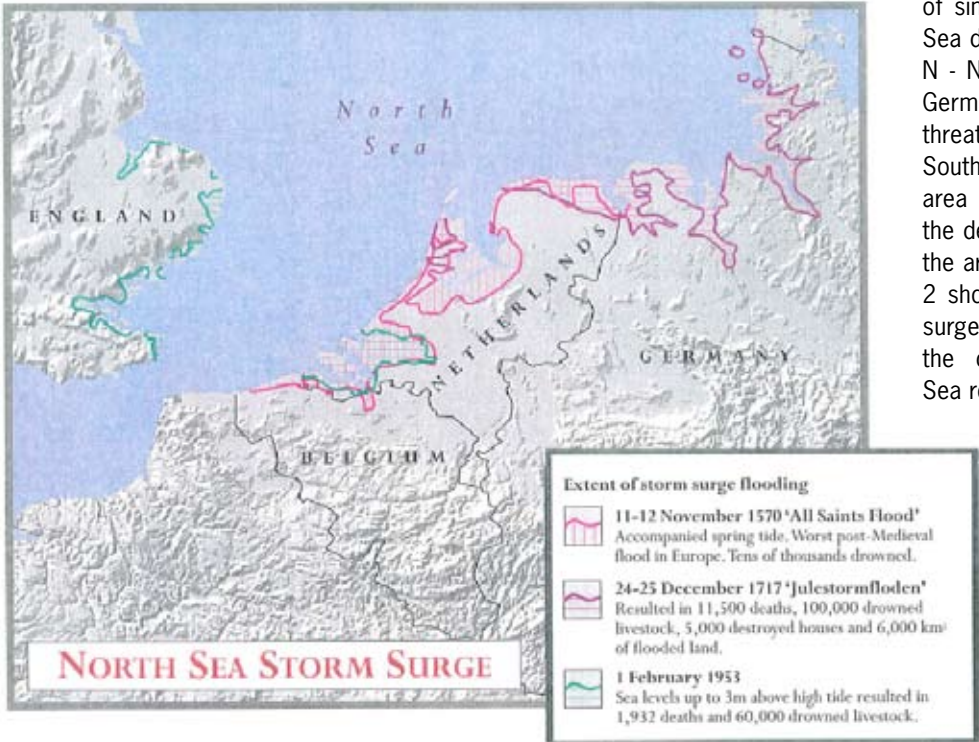 North
Sea
ENGLAND
NETHERLANDS
GERMANY
BELGIUM
NORTH SEA STORM SURGE
Extent of storm surge flooding
11-12 November 1570 ‘All Saints Flood’
Accompanied spring tide. Worst post-Medieval
flood in Europe. Tens of thousands drowned.
24-25 December 1717 ‘Julestormfloden’
Resulted in 11,500 deaths, 100,000 drowned
livestock, 5,000 destroyed houses and 6,000 km²
of flooded land.
1 February 1953
Sea levels up to 3m above high tide resulted in
1,932 deaths and 60,000 drowned livestock.
of sin
Sea d
N - N
Germ
threat
South
area
the de
the ar
2 sho
surge
the c
Sea re